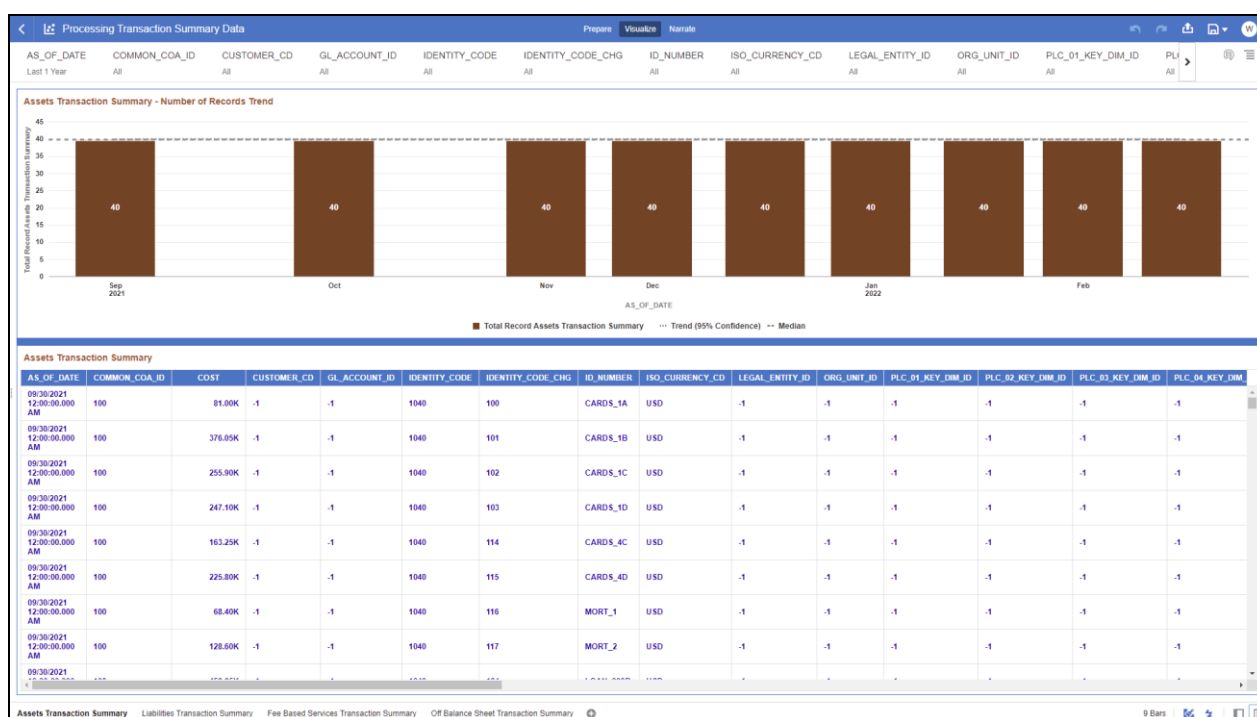 Processing Transaction Summary Data
Prepare Visualize Narrate
W
AS_OF_DATE COMMON_COA_ID CUSTOMER_CD GL_ACCOUNT_ID IDENTITY_CODE IDENTITY_CODE_CHG ID_NUMBER ISO_CURRENCY_CD LEGAL_ENTITY_ID ORG_UNIT_ID PLC_01_KEY_DIM_ID
Last 1 Year All All All All All All All All All All All
Assets Transaction Summary - Number of Records Trend
Total Record Assets Transaction Summary
45
40
35
30
25
20
15
10
5
0
40 40 40 40 40 40 40 40
Sep Oct Nov Dec Jan Feb
2021 2022
AS_OF_DATE
Total Record Assets Transaction Summary Trend (95% Confidence) Median
Assets Transaction Summary
AS_OF_DATE COMMON_COA_ID COST CUSTOMER_CD GL_ACCOUNT_ID IDENTITY_CODE IDENTITY_CODE_CHG ID_NUMBER ISO_CURRENCY_CD LEGAL_ENTITY_ID ORG_UNIT_ID PLC_01_KEY_DIM_ID PLC_02_KEY_DIM_ID PLC_03_KEY_DIM_ID PLC_04_KEY_DIM_
09/30/2021
12:00:00.000 100 81.00K -1 -1 1040 100 CARDS_1A USD -1 -1 -1 -1 -1 -1
AM
09/30/2021
12:00:00.000 100 376.05K -1 -1 1040 101 CARDS_1B USD -1 -1 -1 -1 -1 -1
AM
09/30/2021
12:00:00.000 100 255.90K -1 -1 1040 102 CARDS_1C USD -1 -1 -1 -1 -1 -1
AM
09/30/2021
12:00:00.000 100 247.10K -1 -1 1040 103 CARDS_1D USD -1 -1 -1 -1 -1 -1
AM
09/30/2021
12:00:00.000 100 163.25K -1 -1 1040 114 CARDS_4C USD -1 -1 -1 -1 -1 -1
AM
09/30/2021
12:00:00.000 100 225.80K -1 -1 1040 115 CARDS_4D USD -1 -1 -1 -1 -1 -1
AM
09/30/2021
12:00:00.000 100 68.40K -1 -1 1040 116 MORT_1 USD -1 -1 -1 -1 -1 -1
AM
09/30/2021
12:00:00.000 100 128.60K -1 -1 1040 117 MORT_2 USD -1 -1 -1 -1 -1 -1
AM
09/30/2021
Assets Transaction Summary Liabilities Transaction Summary Fee Based Services Transaction Summary Off Balance Sheet Transaction Summary 9 Bars